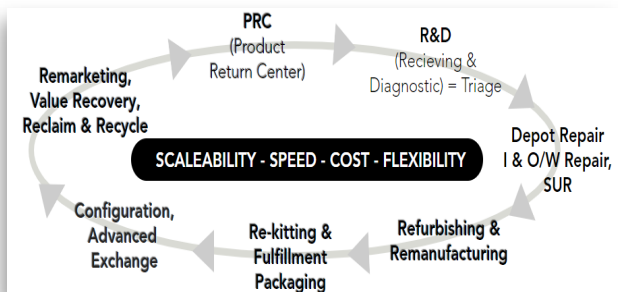 PRC
(Product
Return Center)
R&D
(Recieving &
Diagnostic) = Triage
Depot Repair
I & O/W Repair,
SUR
Refurbishing &
Remanufacturing
Re-kitting &
Fulfillment
Packaging
Configuration,
Advanced
Exchange
Remarketing,
Value Recovery,
Reclaim & Recycle
SCALEABILITY - SPEED - COST - FLEXIBILITY